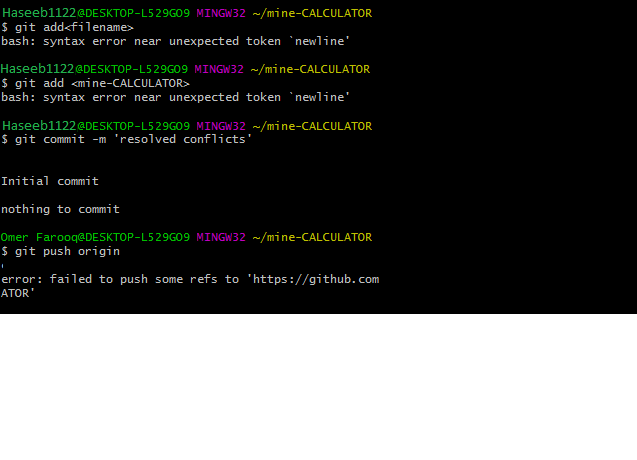 Haseeb1122@DESKTOP-L529GO9 MINGW32 ~/mine-CALCULATOR
$ git add<filename>
bash: syntax error near unexpected token `newline'
Haseeb1122@DESKTOP-L529GO9 MINGW32 ~/mine-CALCULATOR
$ git add <mine-CALCULATOR>
bash: syntax error near unexpected token `newline'
Haseeb1122@DESKTOP-L529GO9 MINGW32 ~/mine-CALCULATOR
$ git commit -m 'resolved conflicts'
Initial commit
nothing to commit
Omer Farooq@DESKTOP-L529GO9 MINGW32 ~/mine-CALCULATOR
$ git push origin
'
error: failed to push some refs to 'https://github.com
ATOR'